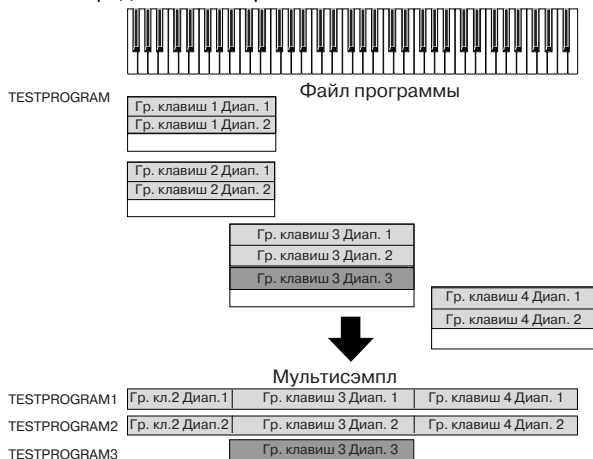 Файл программы
TESTPROGRAM
Гр. клавиш 1 Диап. 1
Гр. клавиш 1 Диап. 2
Гр. клавиш 2 Диап. 1
Гр. клавиш 2 Диап. 2
Гр. клавиш 3 Диап. 1
Гр. клавиш 3 Диап. 2
Гр. клавиш 3 Диап. 3
Гр. клавиш 4 Диап. 1
Гр. клавиш 4 Диап. 2
Мультисэмпл
TESTPROGRAM1 Гр. кл.2 Диап.1 Гр. клавиш 3 Диап. 1 Гр. клавиш 4 Диап. 1
TESTPROGRAM2 Гр. кл.2 Диап.2 Гр. клавиш 3 Диап. 2 Гр. клавиш 4 Диап. 2
TESTPROGRAM3 Гр. клавиш 3 Диап. 3